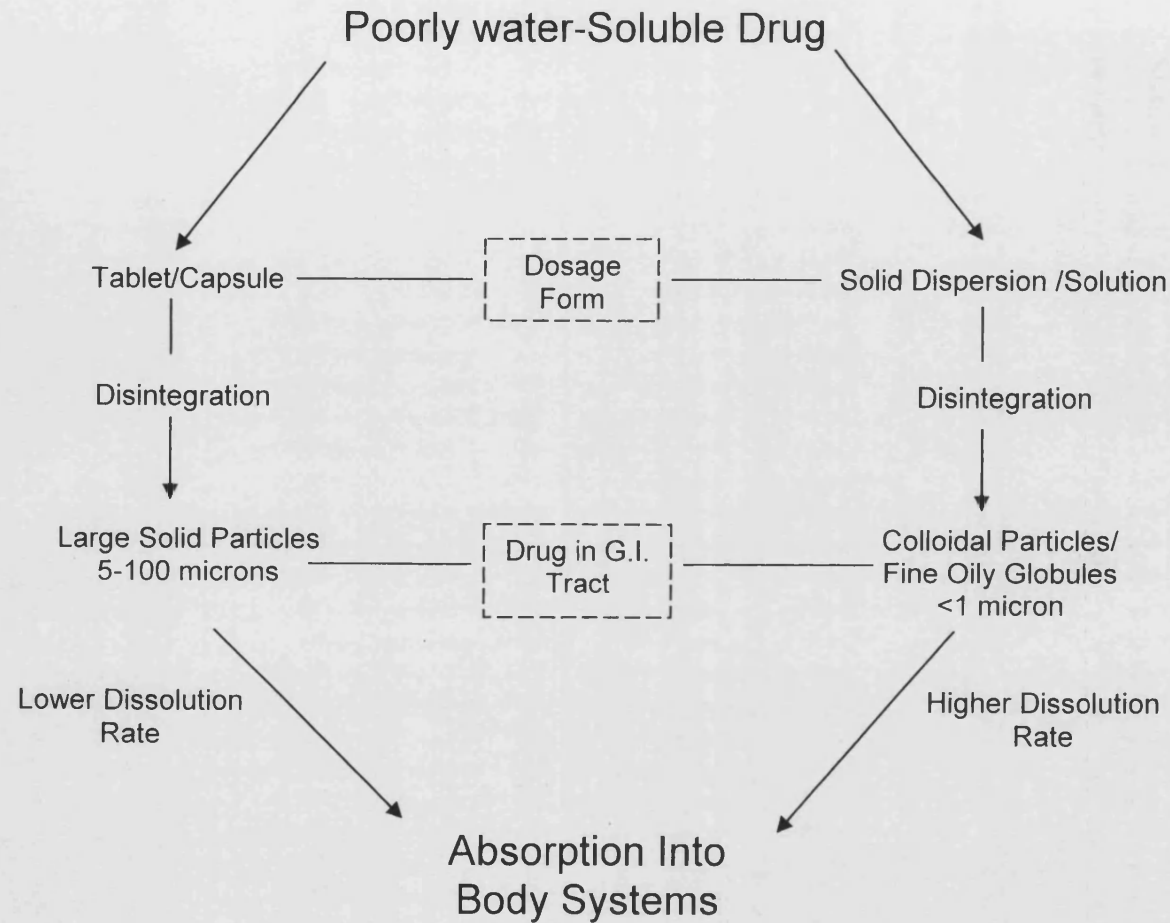 Poorly water-Soluble Drug
Tablet/Capsule
Dosage
Form
Solid Dispersion /Solution
Disintegration
Disintegration
Large Solid Particles
5-100 microns
Drug in G.I.
Tract
Colloidal Particles/
Fine Oily Globules
<1 micron
Lower Dissolution
Rate
Higher Dissolution
Rate
Absorption Into
Body Systems